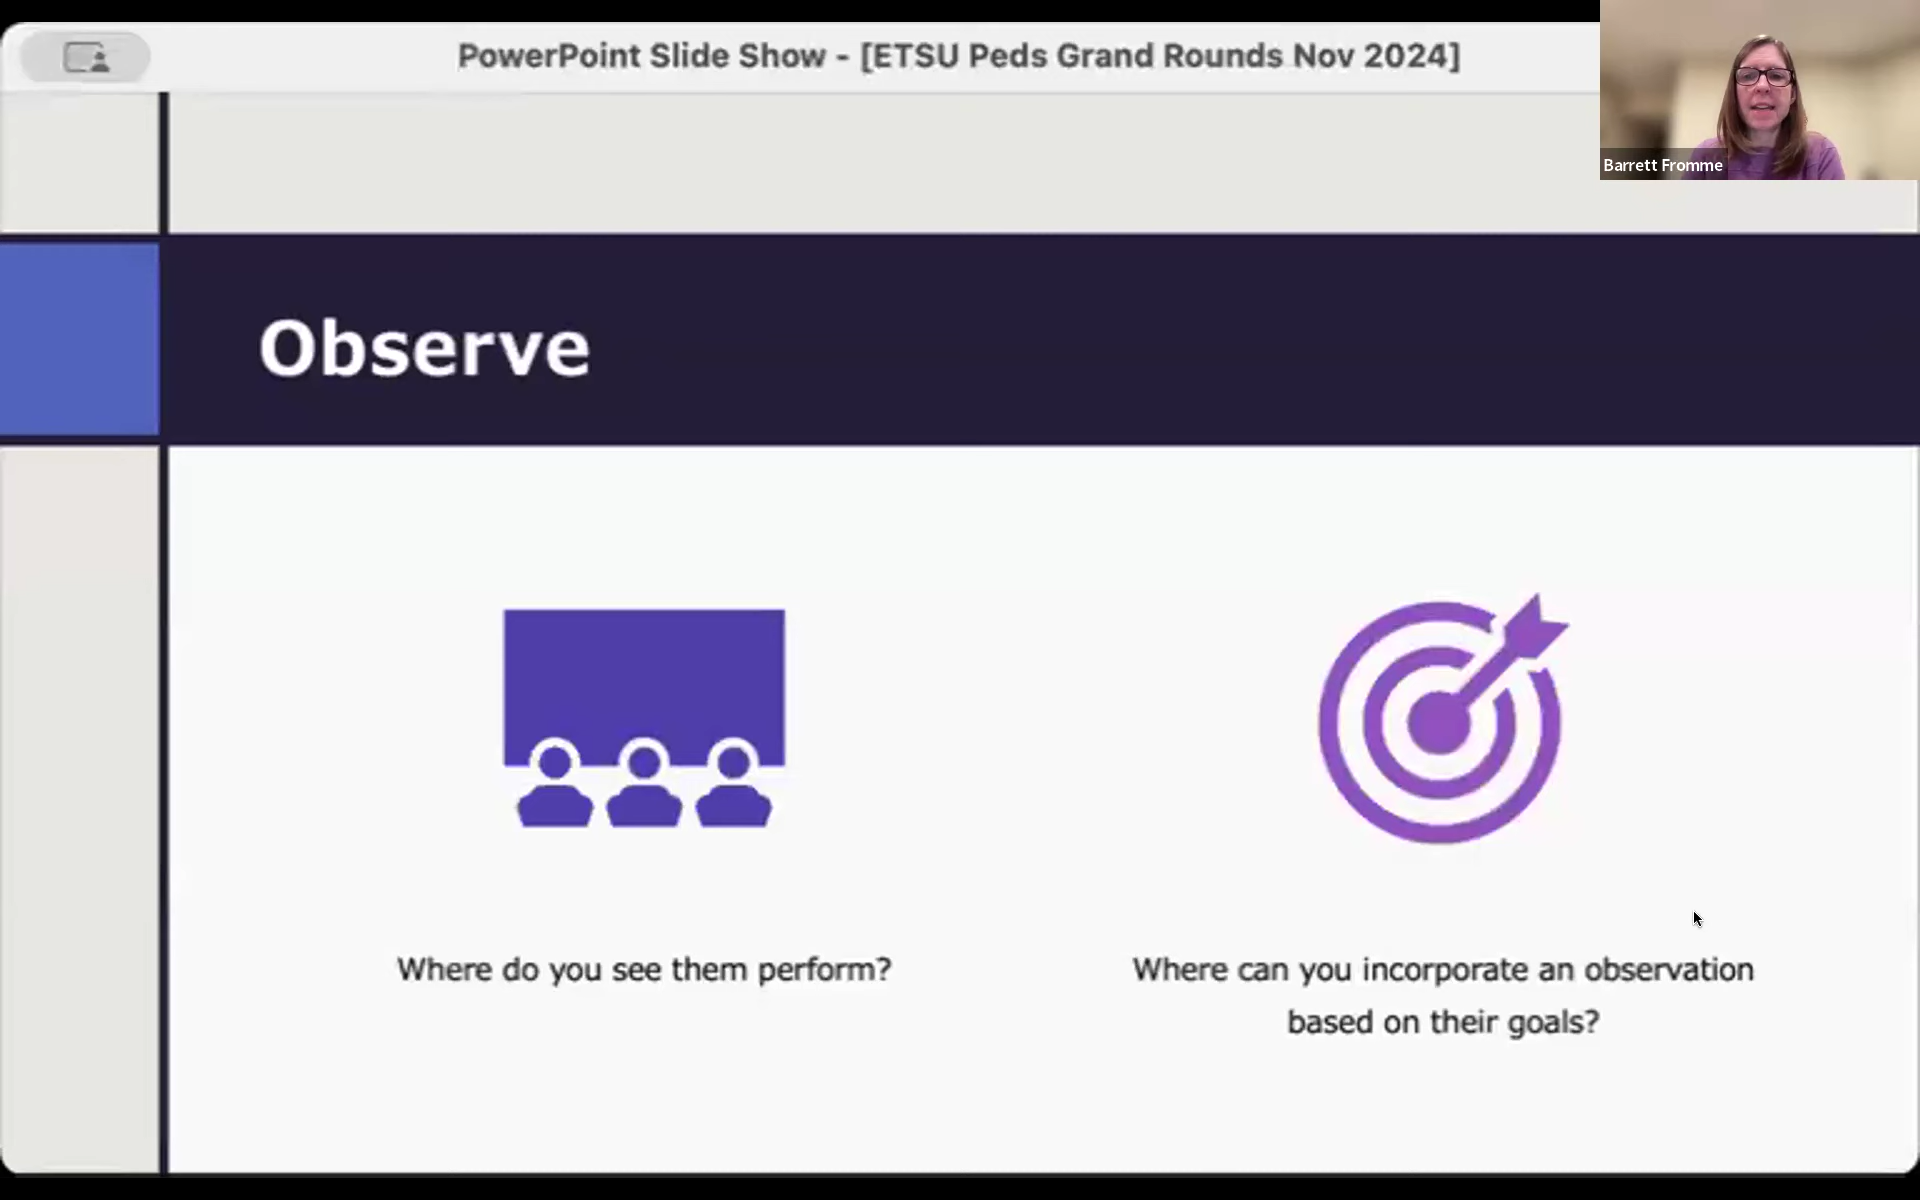 PowerPoint Slide Show - [ETSU Peds Grand Rounds Nov 2024]
Barrett Fromme
Observe
Where do you see them perform?
Where can you incorporate an observation
based on their goals?